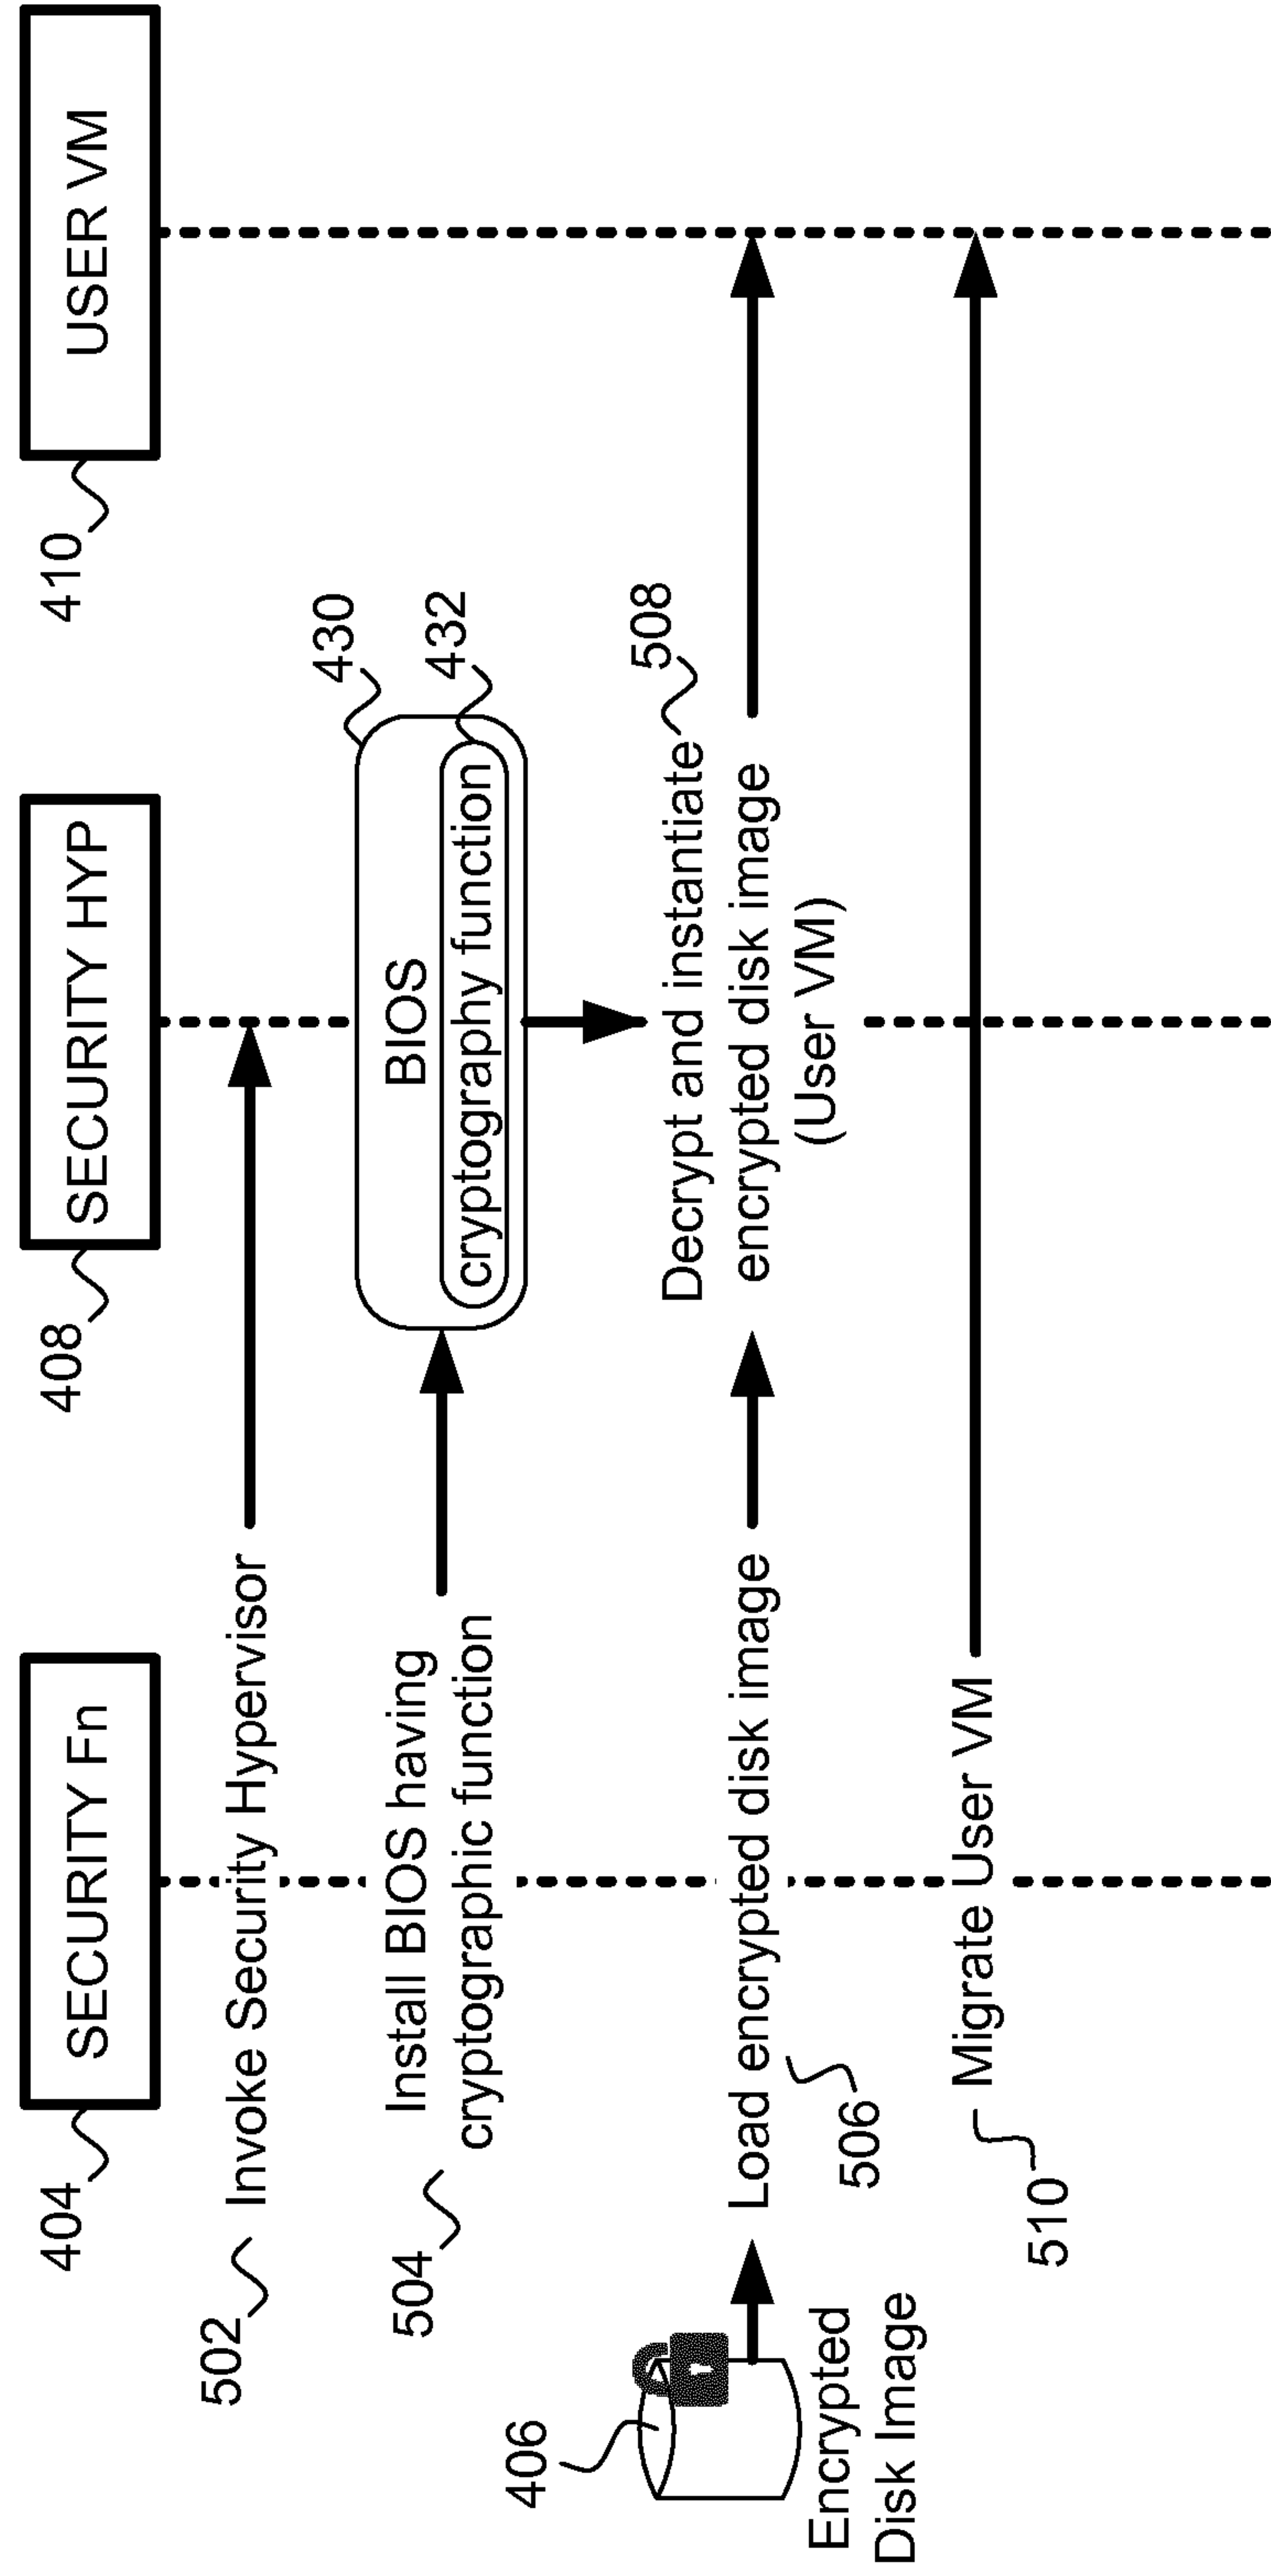 404
SECURITY Fn
408
SECURITY HYP
410
USER VM
502
Invoke Security Hypervisor
504
Install BIOS having
cryptographic function
430
BIOS
432
cryptography function
406
Encrypted
Disk Image
Load encrypted disk image
506
Decrypt and instantiate
encrypted disk image
(User VM)
508
Migrate User VM
510